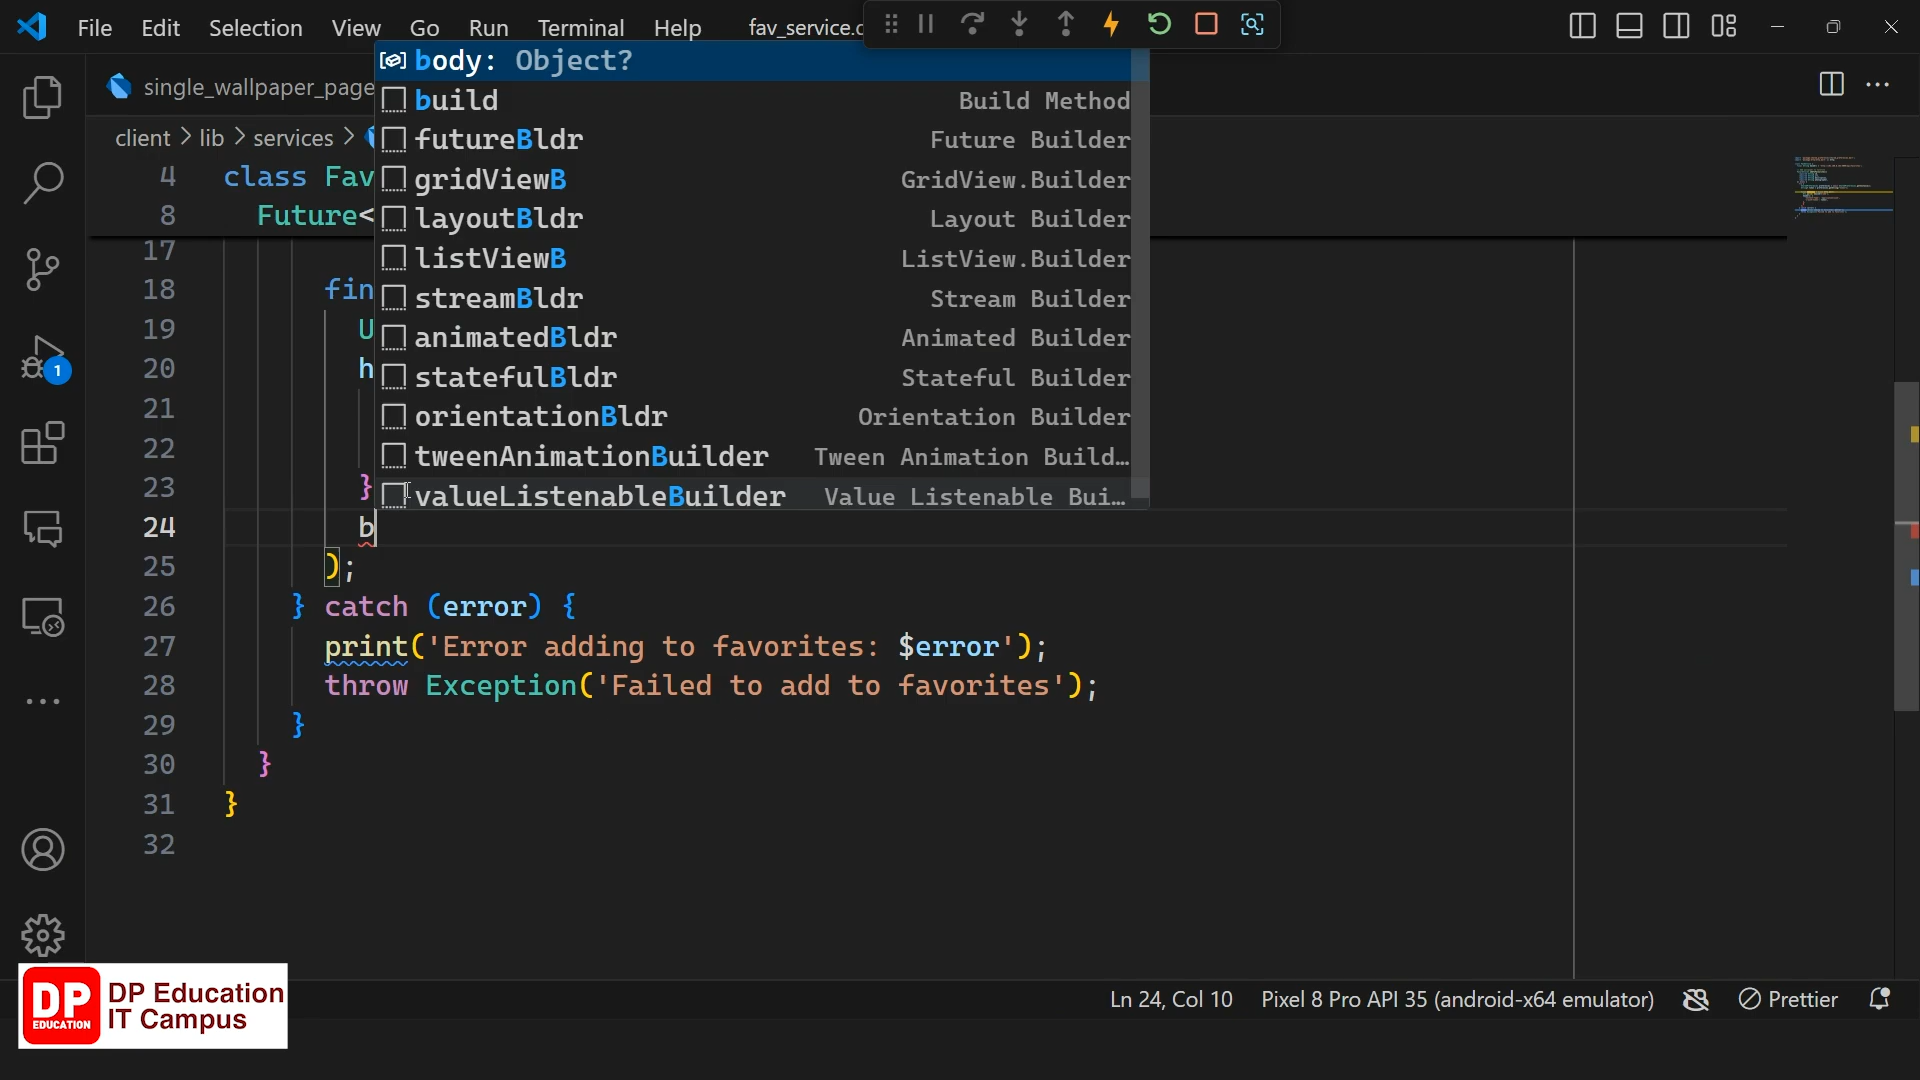 File Edit Selection View Go Run Terminal Help fav_service.c
single_wallpaper_page
client > lib > services >
body: Object?
build Build Method
futureBldr Future Builder
gridViewB GridView.Builder
layoutBldr Layout Builder
listViewB ListView.Builder
streamBldr Stream Builder
animatedBldr Animated Builder
statefulBldr Stateful Builder
orientationBldr Orientation Builder
tweenAnimationBuilder Tween Animation Build…
valueListenableBuilder Value Listenable Bui…
4 class Fav
8 Future<
17
18 fin
19 U
20 h
21
22
23 }
24 b
25 );
26 } catch (error) {
27 print('Error adding to favorites: $error');
28 throw Exception('Failed to add to favorites');
29 }
30 }
31 }
32
1
DP EDUCATION
DP Education
IT Campus
Ln 24, Col 10 Pixel 8 Pro API 35 (android-x64 emulator) Prettier